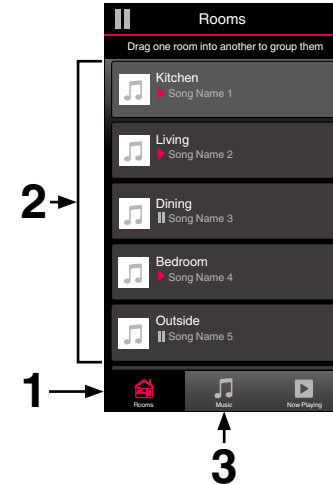 Rooms
Drag one room into another to group them
Kitchen
Song Name 1
Living
Song Name 2
Dining
Song Name 3
Bedroom
Song Name 4
Outside
Song Name 5
2
1
Rooms
Music
Now Playing
3